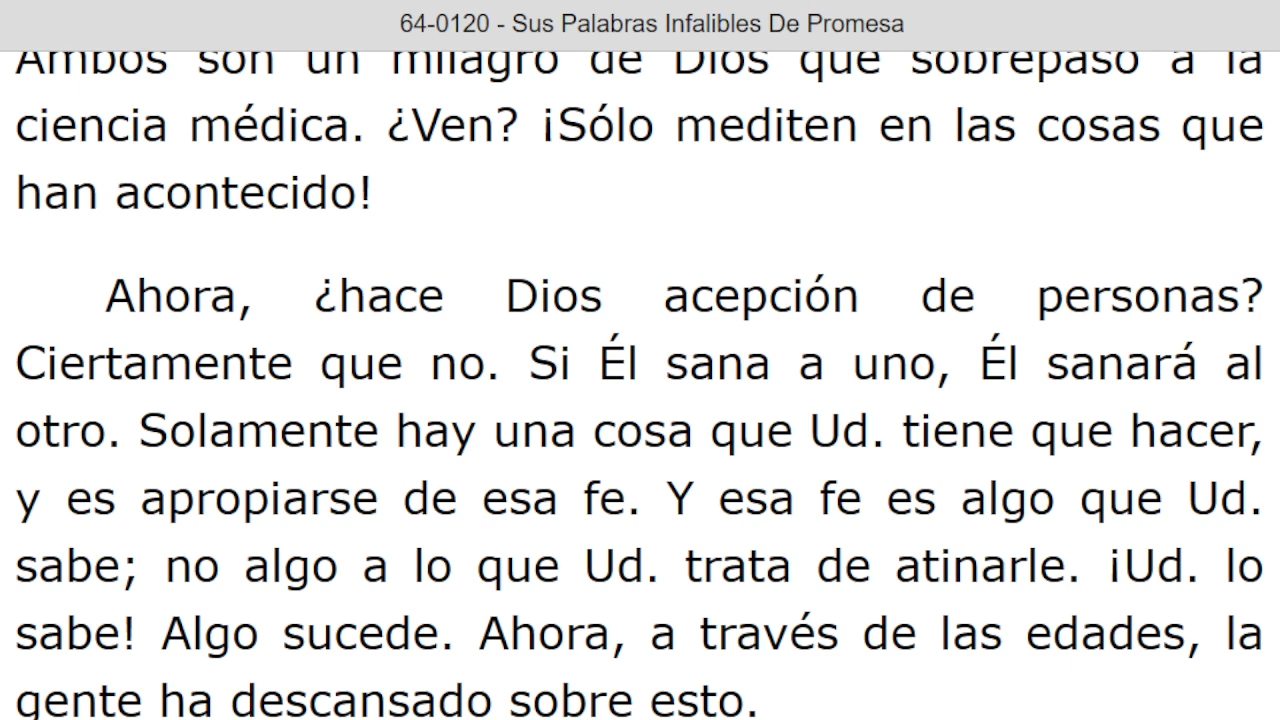 64-0120 - Sus Palabras Infalibles De Promesa
Ambos son un milagro de Dios que sobrepasó a la
ciencia médica. ¿Ven? ¡Sólo mediten en las cosas que
han acontecido!
Ahora, ¿hace Dios acepción de personas?
Ciertamente que no. Si Él sana a uno, Él sanará al
otro. Solamente hay una cosa que Ud. tiene que hacer,
y es apropiarse de esa fe. Y esa fe es algo que Ud.
sabe; no algo a lo que Ud. trata de atinarle. ¡Ud. lo
sabe! Algo sucede. Ahora, a través de las edades, la
gente ha descansado sobre esto.